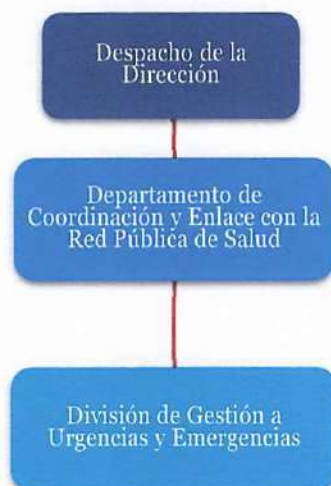 Despacho de la
Dirección
Departamento de
Coordinación y Enlace con la
Red Pública de Salud
División de Gestión a
Urgencias y Emergencias